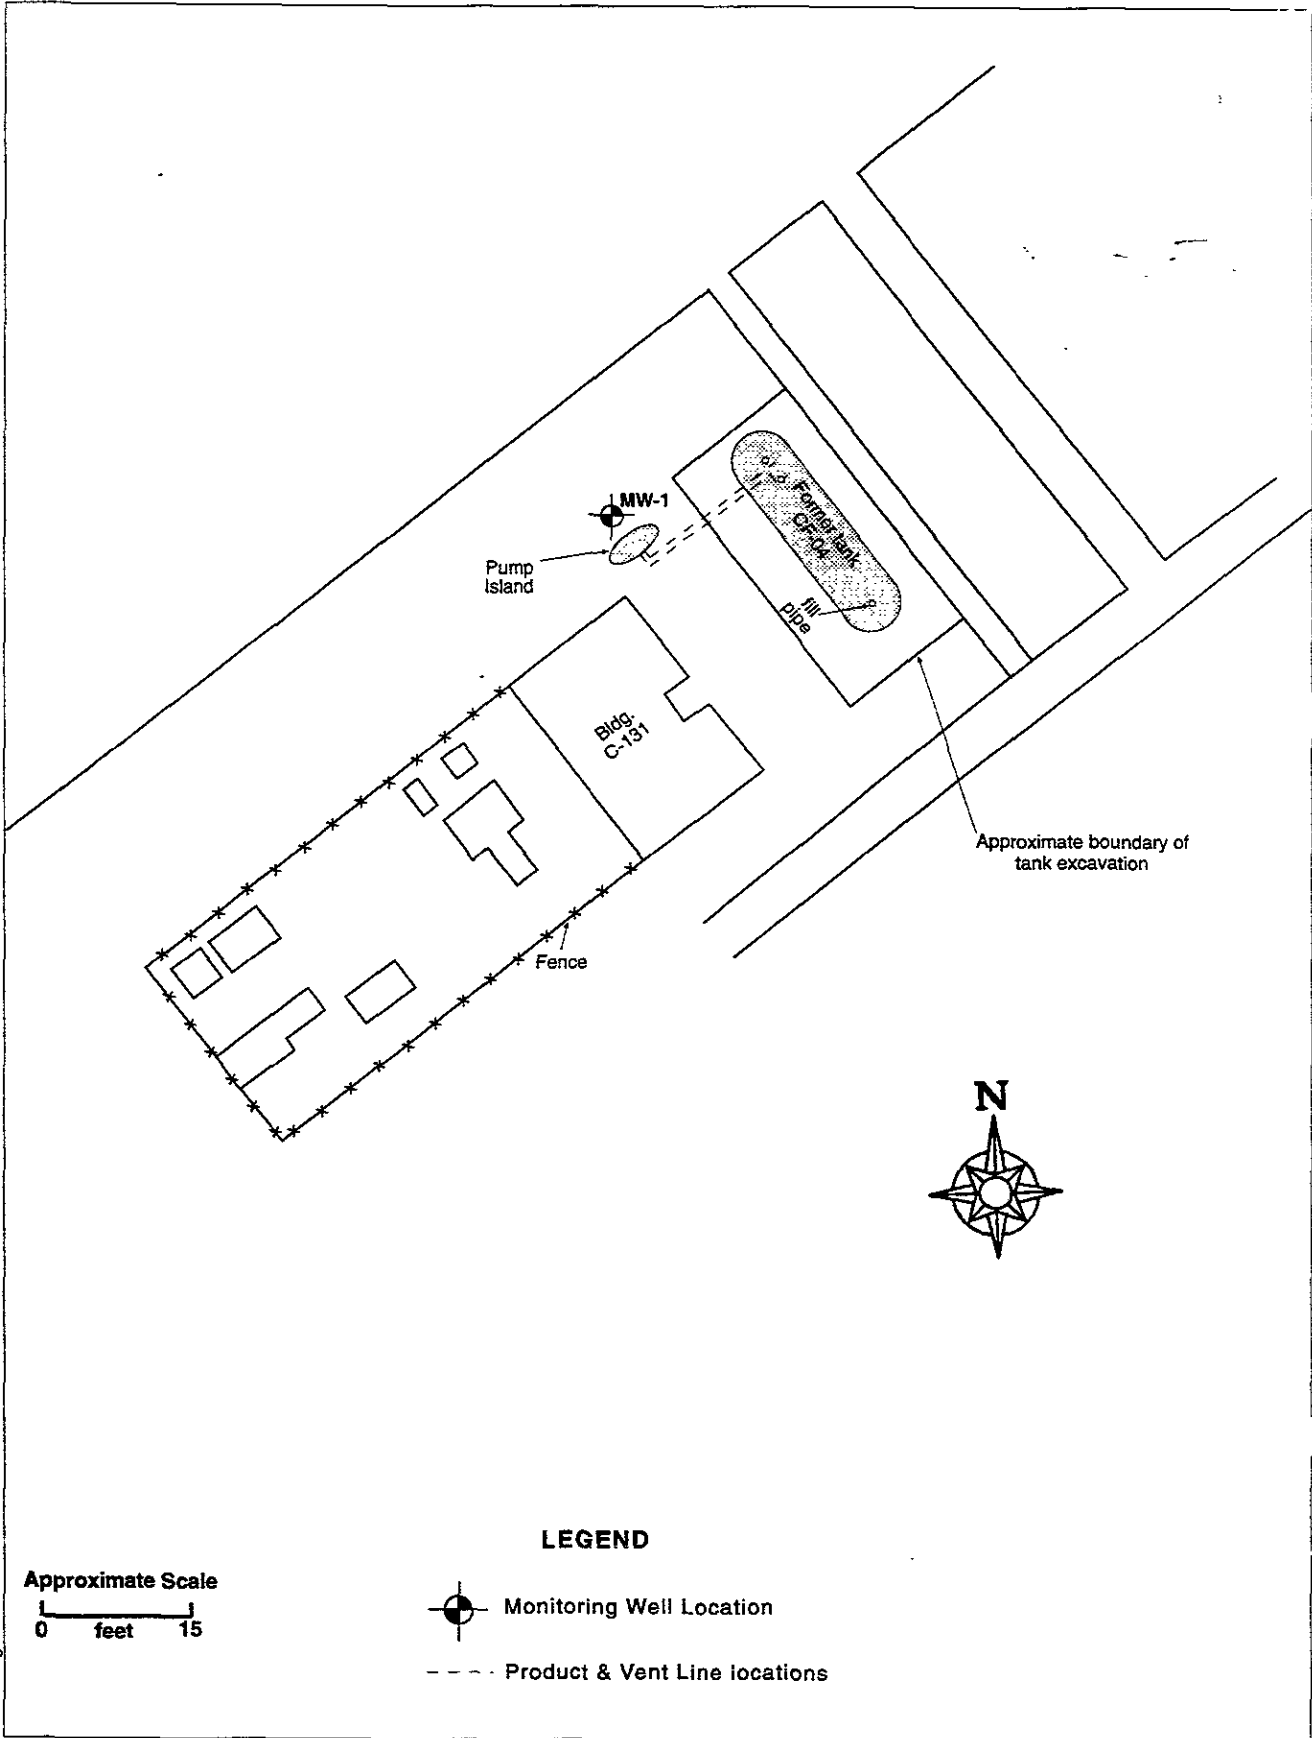 MW-1
Pump
Island
Former tank
CF-04
fill
pipe
Bldg.
C-131
Approximate boundary of
tank excavation
Fence
N
LEGEND
Approximate Scale
0 feet 15
Monitoring Well Location
Product & Vent Line locations